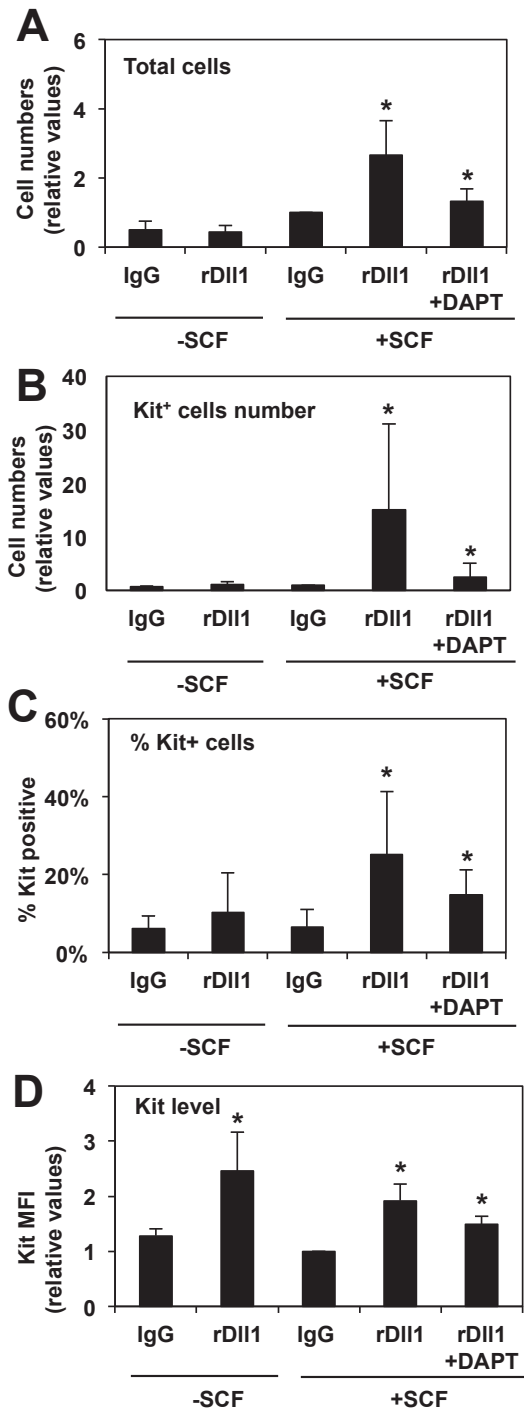 A
6
Total cells
4
2
0
Cell numbers
(relative values)
*
*
IgG rDll1 IgG rDll1 rDll1
+DAPT
-SCF +SCF
B
40
Kit+ cells number
30
20
10
0
Cell numbers
(relative values)
*
*
IgG rDll1 IgG rDll1 rDll1
+DAPT
-SCF +SCF
C
60%
% Kit+ cells
40%
20%
0%
% Kit positive
*
*
IgG rDll1 IgG rDll1 rDll1
+DAPT
-SCF +SCF
D
4
Kit level
3
2
1
0
Kit MFI
(relative values)
*
*
*
IgG rDll1 IgG rDll1 rDll1
+DAPT
-SCF +SCF